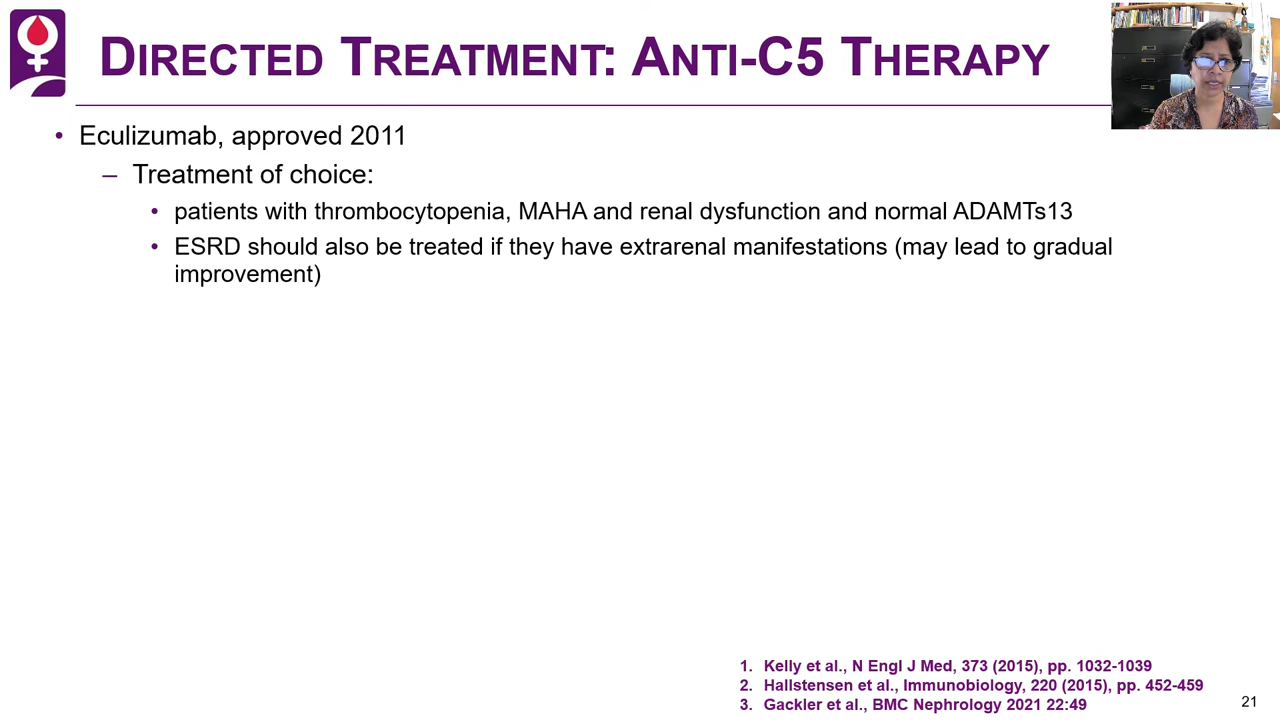 DIRECTED TREATMENT: ANTI-C5 THERAPY
• Eculizumab, approved 2011
– Treatment of choice:
• patients with thrombocytopenia, MAHA and renal dysfunction and normal ADAMTs13
• ESRD should also be treated if they have extrarenal manifestations (may lead to gradual
improvement)
1. Kelly et al., N Engl J Med, 373 (2015), pp. 1032-1039
2. Hallstensen et al., Immunobiology, 220 (2015), pp. 452-459
3. Gackler et al., BMC Nephrology 2021 22:49
21